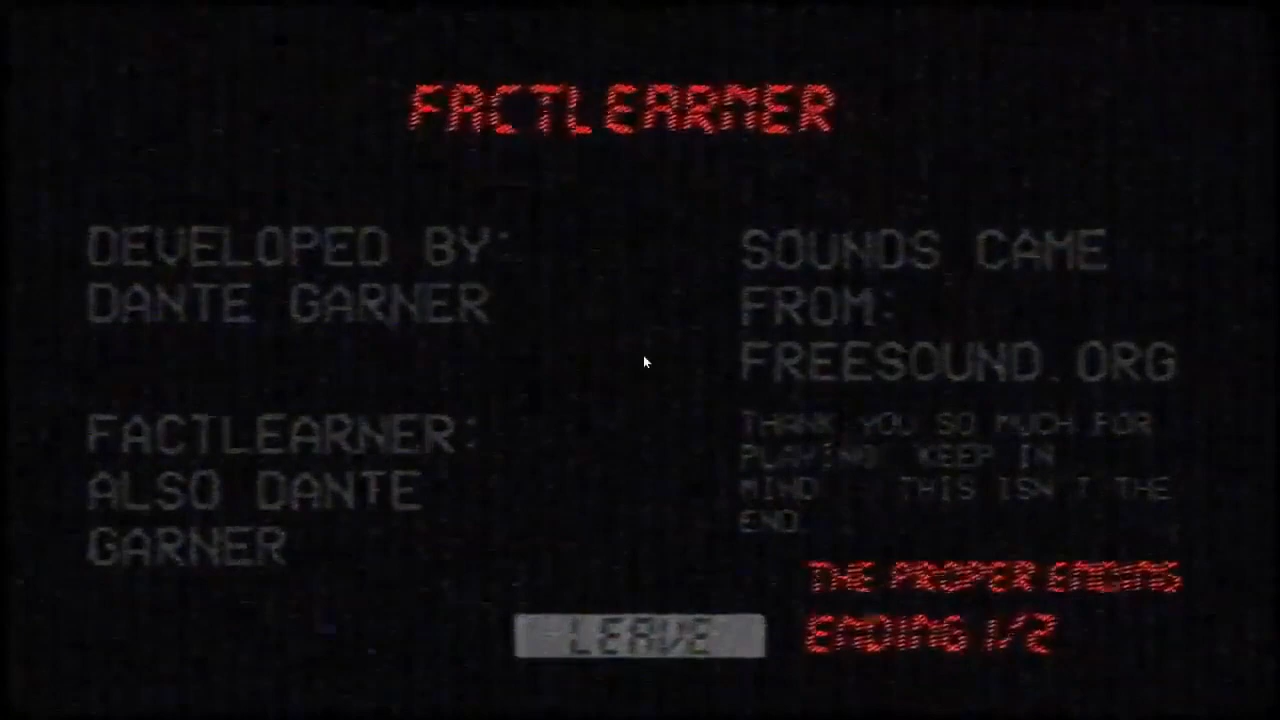 FACTLEARNER
DEVELOPED BY:
DANTE GARNER
FACTLEARNER:
ALSO DANTE
GARNER
SOUNDS CAME
FROM:
FREESOUND.ORG
THANK YOU SO MUCH FOR
PLAYING KEEP IN
MIND... THIS ISN'T THE
END.
THE PROPER ENDING
ENDING 1/2
LEAVE